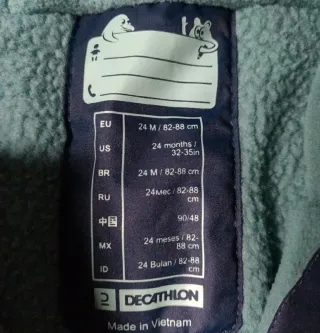 EU 24 M / 82-88 cm
US 24 months /
32-35in
BR 24 M / 82-88 cm
RU 24Мес / 82-88
cm
中国 90/48
MX 24 meses / 82-
88 cm
ID 24 Bulan / 82-88
cm
DECATHLON
Made in Vietnam